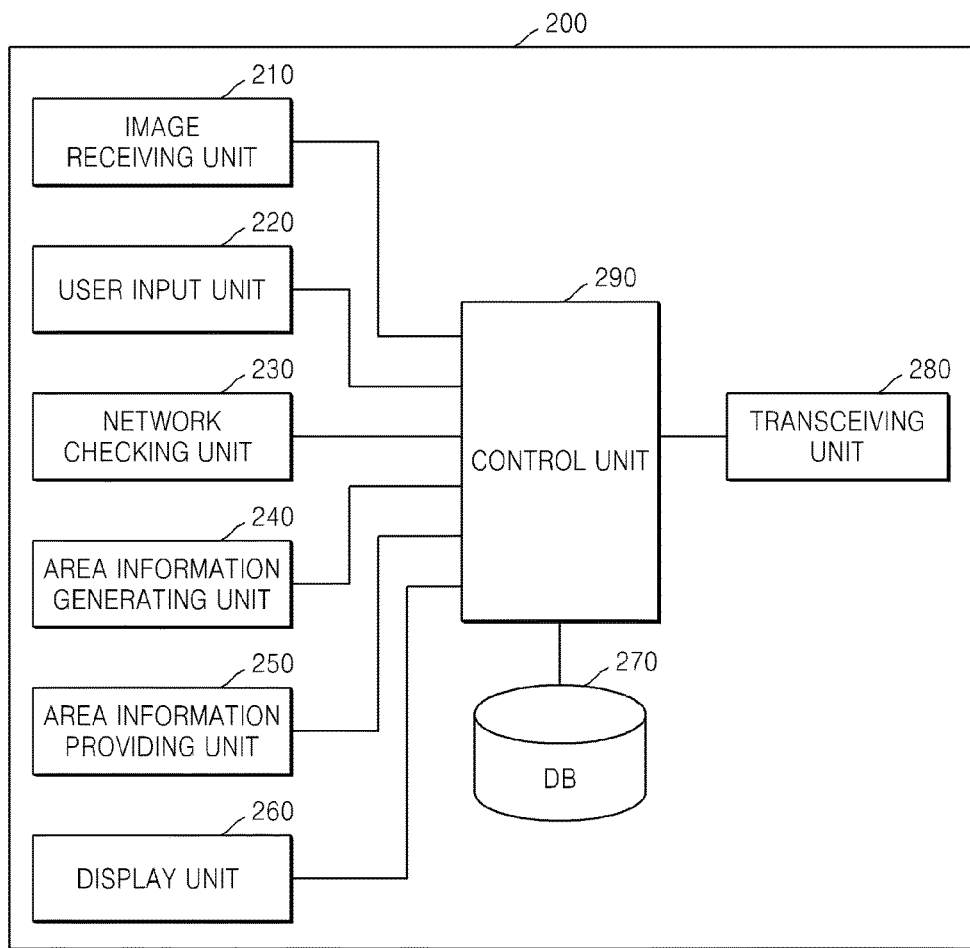 200
210
IMAGE
RECEIVING UNIT
220
USER INPUT UNIT
230
NETWORK
CHECKING UNIT
240
AREA INFORMATION
GENERATING UNIT
250
AREA INFORMATION
PROVIDING UNIT
260
DISPLAY UNIT
290
CONTROL UNIT
270
DB
280
TRANSCEIVING
UNIT